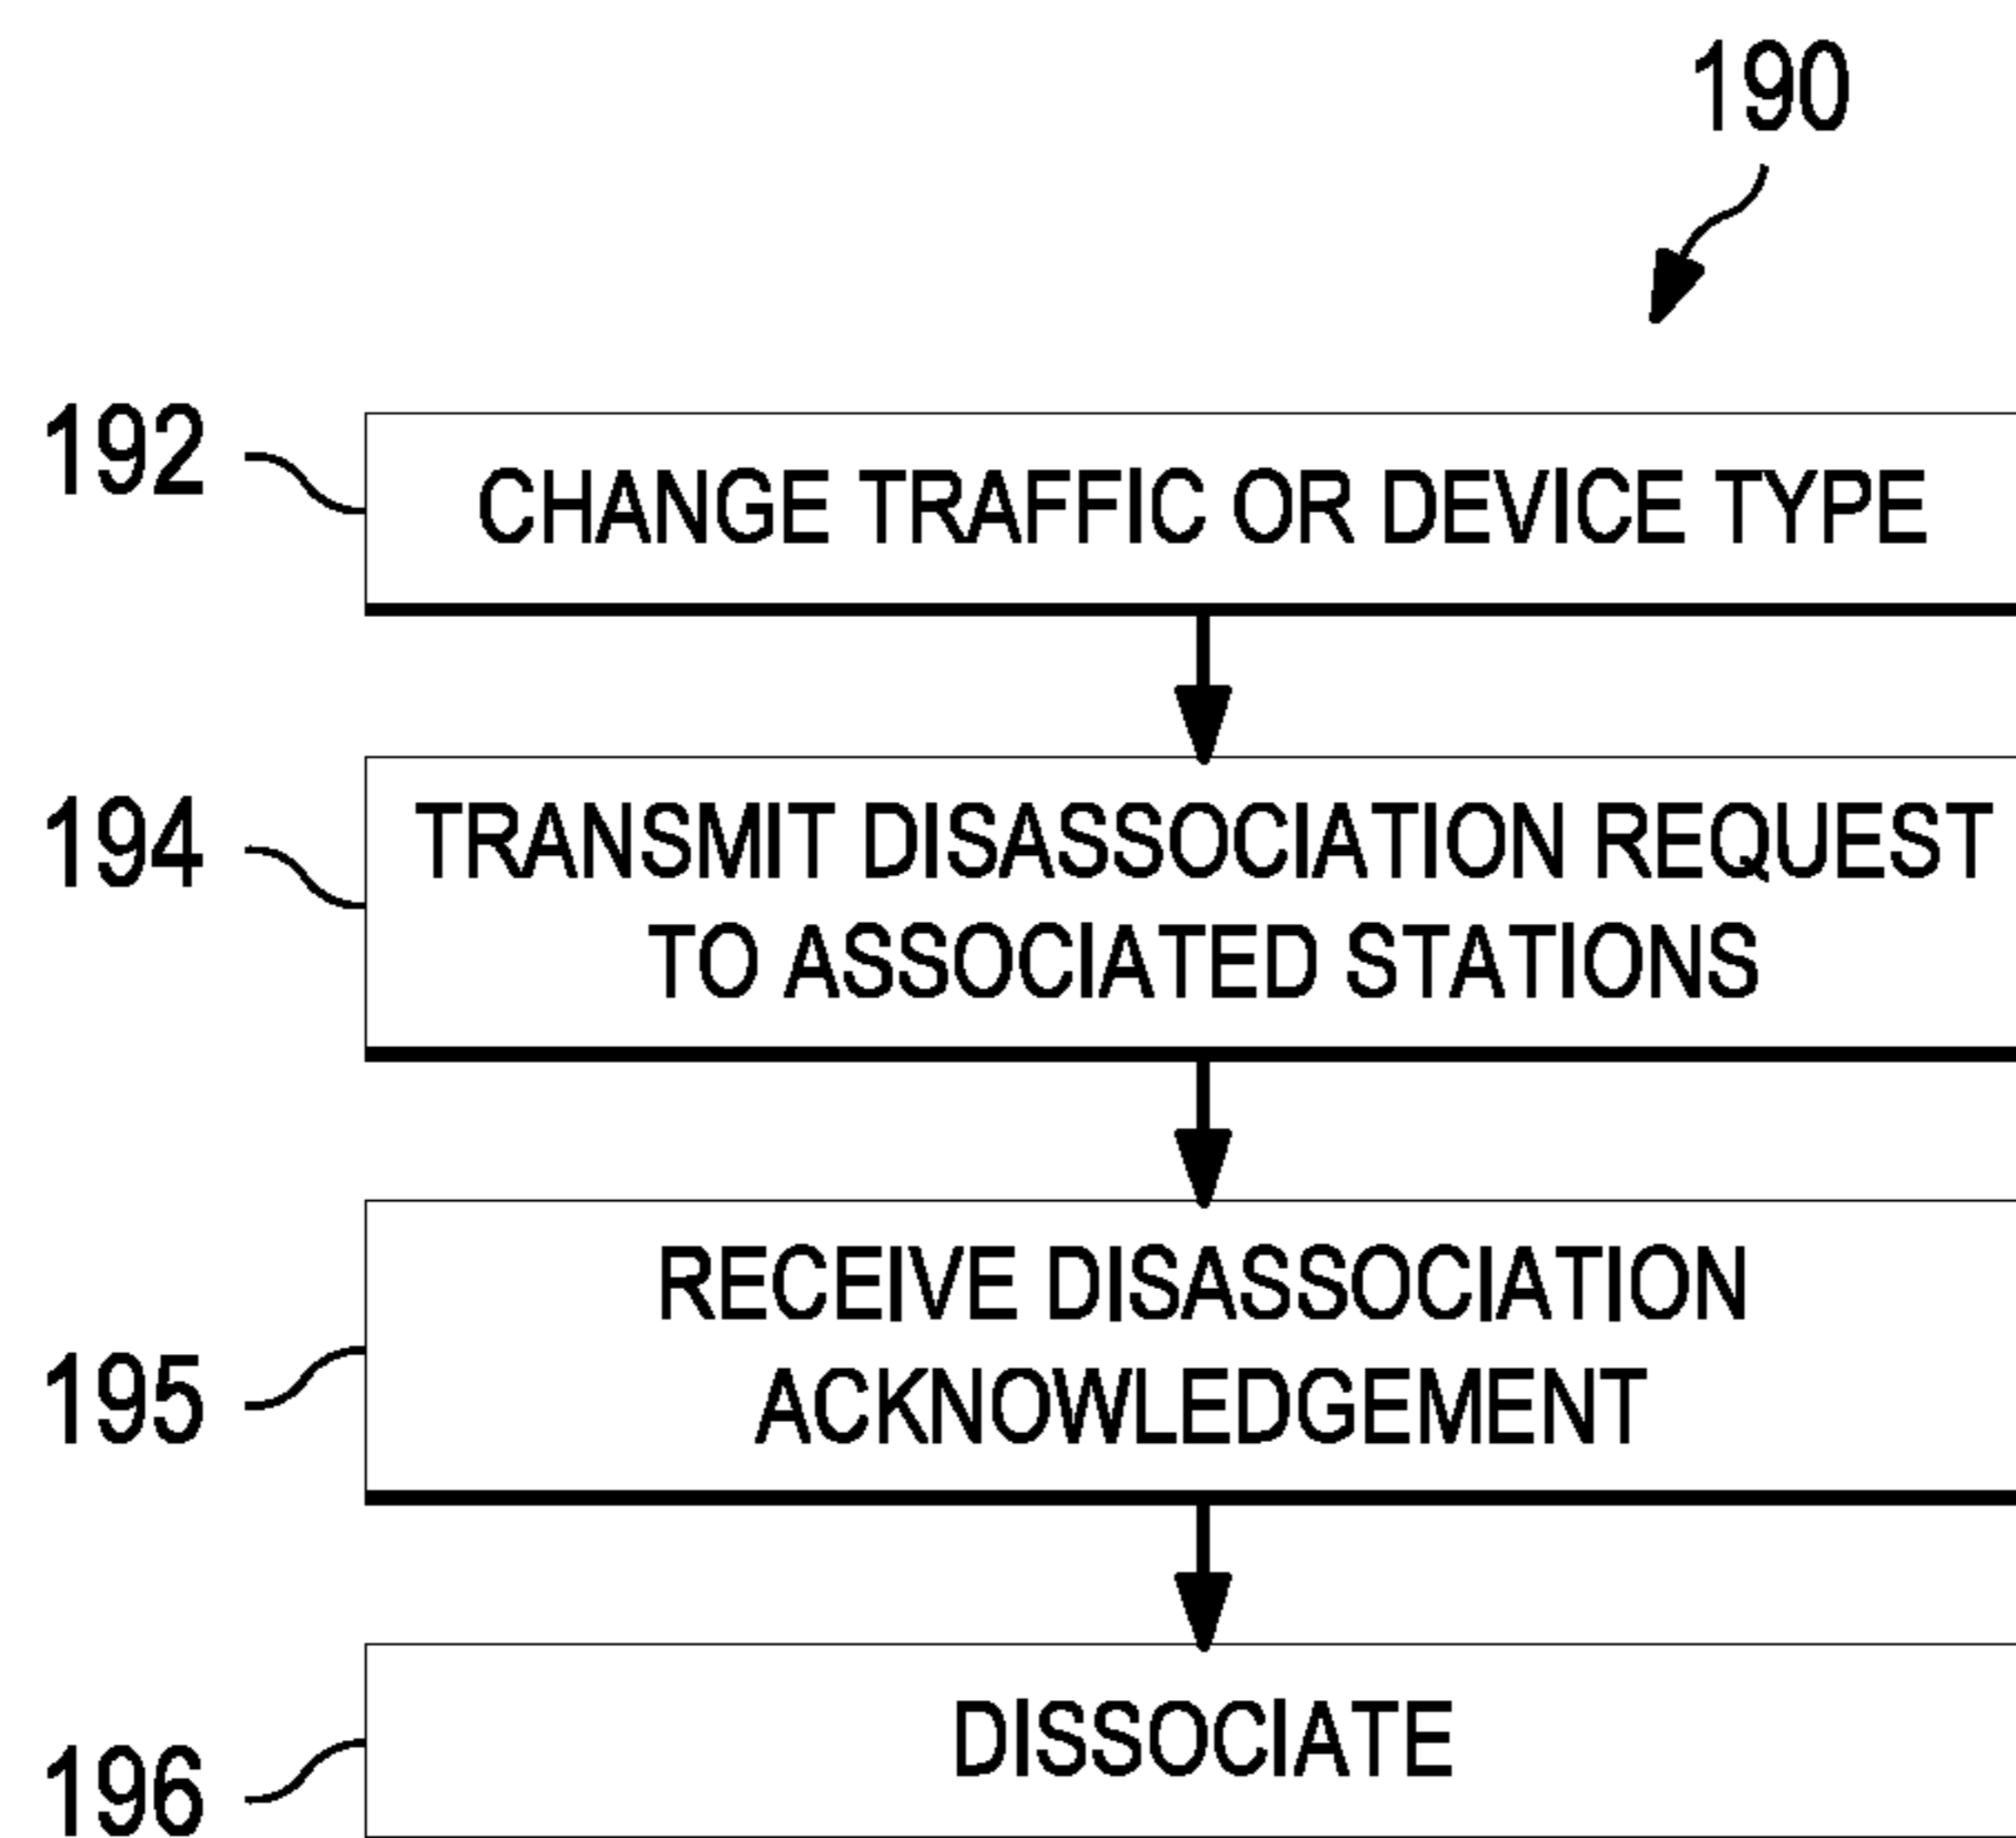 190
192 CHANGE TRAFFIC OR DEVICE TYPE
194 TRANSMIT DISASSOCIATION REQUEST
TO ASSOCIATED STATIONS
195 RECEIVE DISASSOCIATION
ACKNOWLEDGEMENT
196 DISSOCIATE